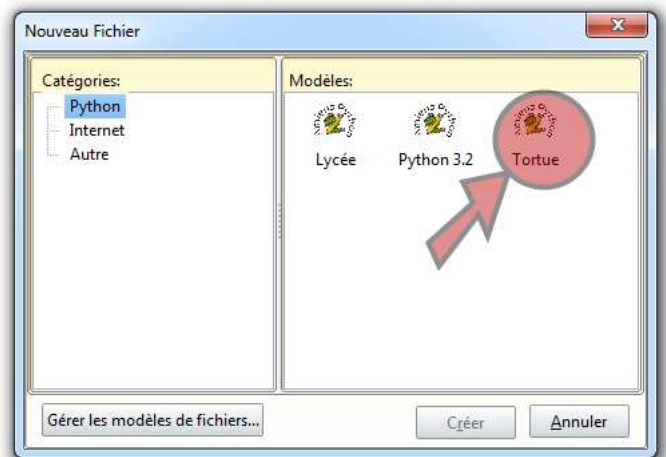 Nouveau Fichier
Catégories:
Python
Internet
Autre
Modèles:
Lycée
Python 3.2
Tortue
Gérer les modèles de fichiers...
Créer
Annuler